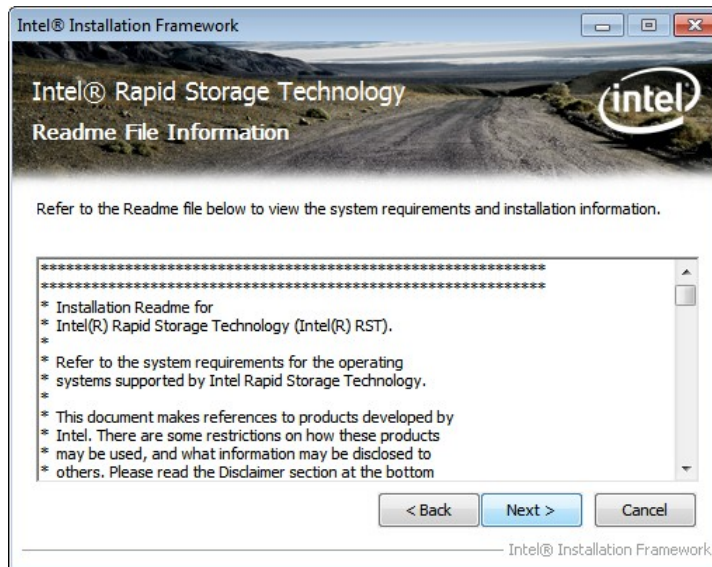 Intel® Installation Framework
Intel® Rapid Storage Technology
Readme File Information
intel
Refer to the Readme file below to view the system requirements and installation information.
************************************************************
************************************************************
* Installation Readme for
* Intel(R) Rapid Storage Technology (Intel(R) RST).
*
* Refer to the system requirements for the operating
* systems supported by Intel Rapid Storage Technology.
*
* This document makes references to products developed by
* Intel. There are some restrictions on how these products
* may be used, and what information may be disclosed to
* others. Please read the Disclaimer section at the bottom
< Back
Next >
Cancel
Intel® Installation Framework